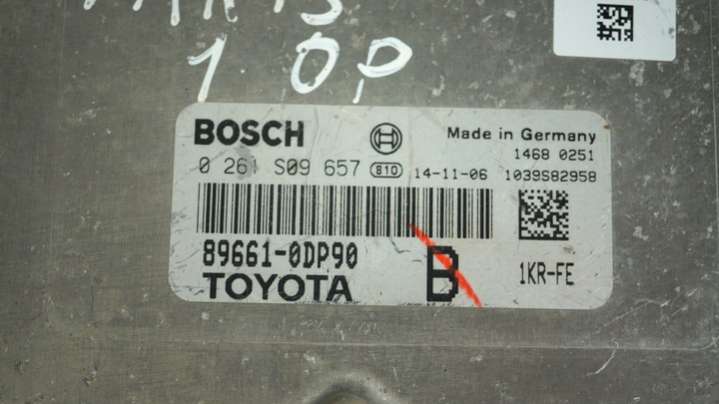 1 0P
BOSCH
Made in Germany
1468 0251
0 261 S09 657 810 14-11-06 1039S82958
89661-0DP90
B
1KR-FE
TOYOTA